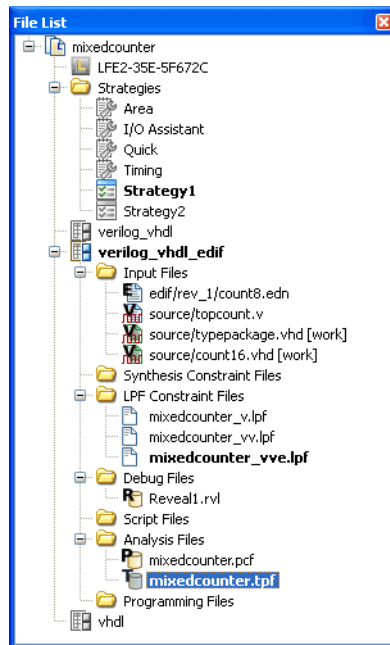 File List
mixedcounter
LFE2-35E-5F672C
Strategies
Area
I/O Assistant
Quick
Timing
Strategy1
Strategy2
verilog_vhdl
verilog_vhdl_edif
Input Files
edif/rev_1/count8.edn
source/topcount.v
source/typepackage.vhd [work]
source/count16.vhd [work]
Synthesis Constraint Files
LPF Constraint Files
mixedcounter_v.lpf
mixedcounter_vv.lpf
mixedcounter_vve.lpf
Debug Files
Reveal1.rvl
Script Files
Analysis Files
mixedcounter.pcf
mixedcounter.tpf
Programming Files
vhdl